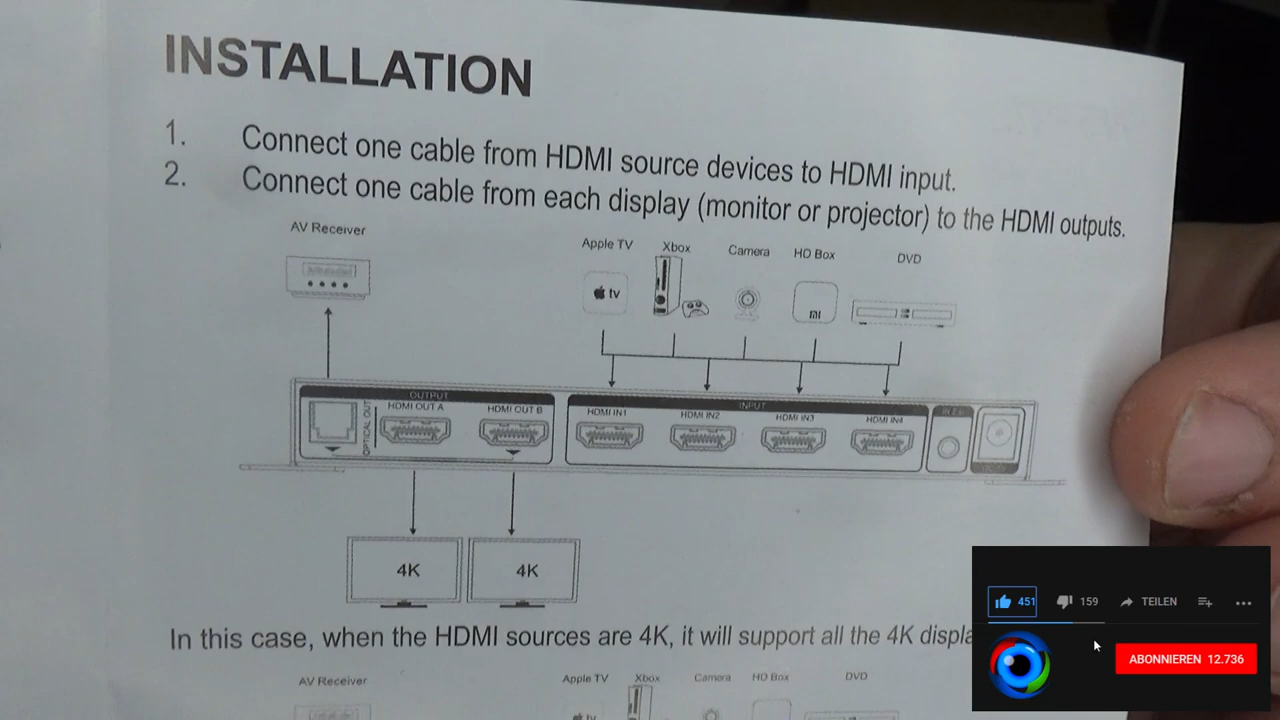 INSTALLATION
1. Connect one cable from HDMI source devices to HDMI input.
2. Connect one cable from each display (monitor or projector) to the HDMI outputs.
AV Receiver
Apple TV Xbox Camera HD Box DVD
tv
MI
OUTPUT INPUT
OPTICAL OUT HDMI OUT A HDMI OUT B HDMI IN1 HDMI IN2 HDMI IN3 HDMI IN4
4K 4K
In this case, when the HDMI sources are 4K, it will support all the 4K
AV Receiver Apple TV Xbox Camera HD Box DVD
tv
451 159 TEILEN
ABONNIEREN 12.736